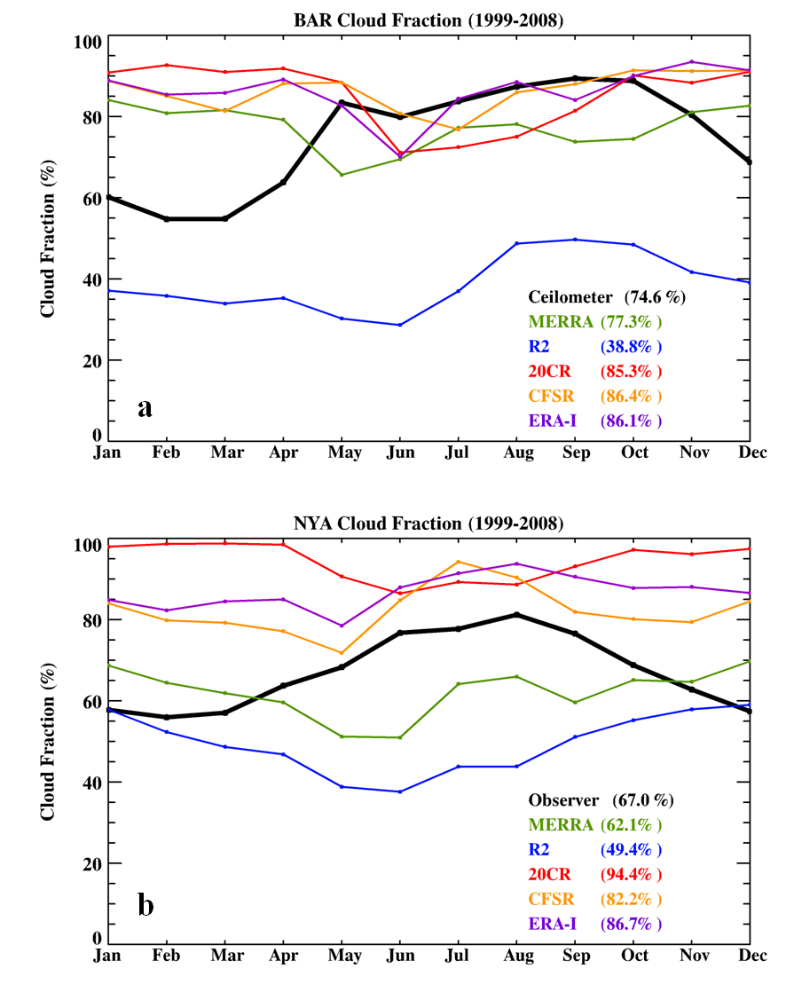 BAR Cloud Fraction (1999-2008)
100
80
60
40
20
0
Cloud Fraction (%)
Ceilometer (74.6 %)
MERRA (77.3% )
R2 (38.8% )
20CR (85.3% )
CFSR (86.4% )
ERA-I (86.1% )
a
Jan Feb Mar Apr May Jun Jul Aug Sep Oct Nov Dec
NYA Cloud Fraction (1999-2008)
100
80
60
40
20
0
Cloud Fraction (%)
Observer (67.0 %)
MERRA (62.1% )
R2 (49.4% )
20CR (94.4% )
CFSR (82.2% )
ERA-I (86.7% )
b
Jan Feb Mar Apr May Jun Jul Aug Sep Oct Nov Dec